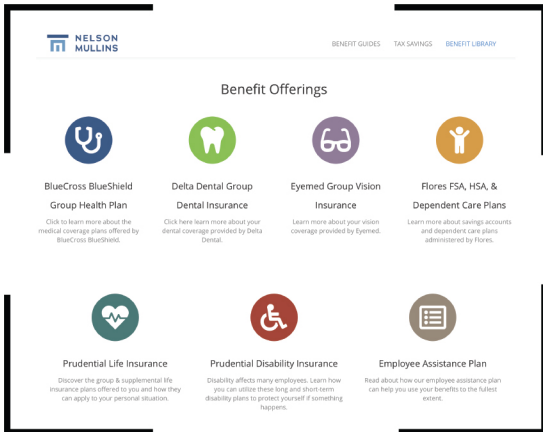 NELSON
MULLINS
BENEFIT GUIDES TAX SAVINGS BENEFIT LIBRARY
Benefit Offerings
BlueCross BlueShield
Group Health Plan
Click to learn more about the
medical coverage plans offered by
BlueCross BlueShield.
Delta Dental Group
Dental Insurance
Click here learn more about your
dental coverage provided by Delta
Dental.
Eyemed Group Vision
Insurance
Learn more about your vision
coverage provided by Eyemed.
Flores FSA, HSA, &
Dependent Care Plans
Learn more about savings accounts
and dependent care plans
administered by Flores.
Prudential Life Insurance
Discover the group & supplemental life
insurance plans offered to you and how they
can apply to your personal situation.
Prudential Disability Insurance
Disability affects many employees. Learn how
you can utilize these long and short-term
disability plans to protect yourself if something
happens.
Employee Assistance Plan
Read about how our employee assistance plan
can help you use your benefits to the fullest
extent.